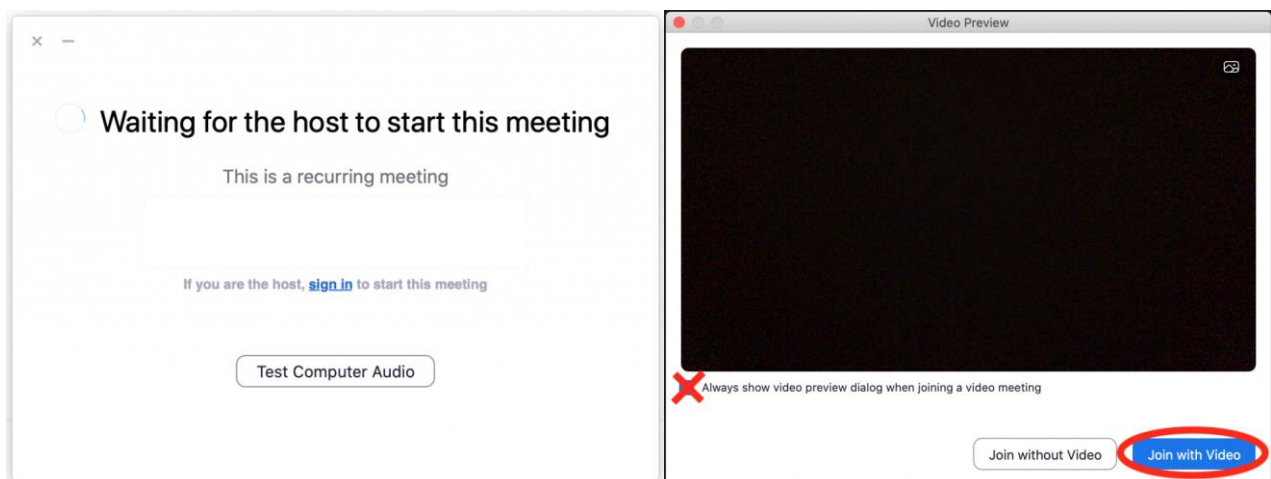 Waiting for the host to start this meeting
This is a recurring meeting
If you are the host, sign in to start this meeting
Test Computer Audio
Video Preview
Always show video preview dialog when joining a video meeting
Join without Video
Join with Video